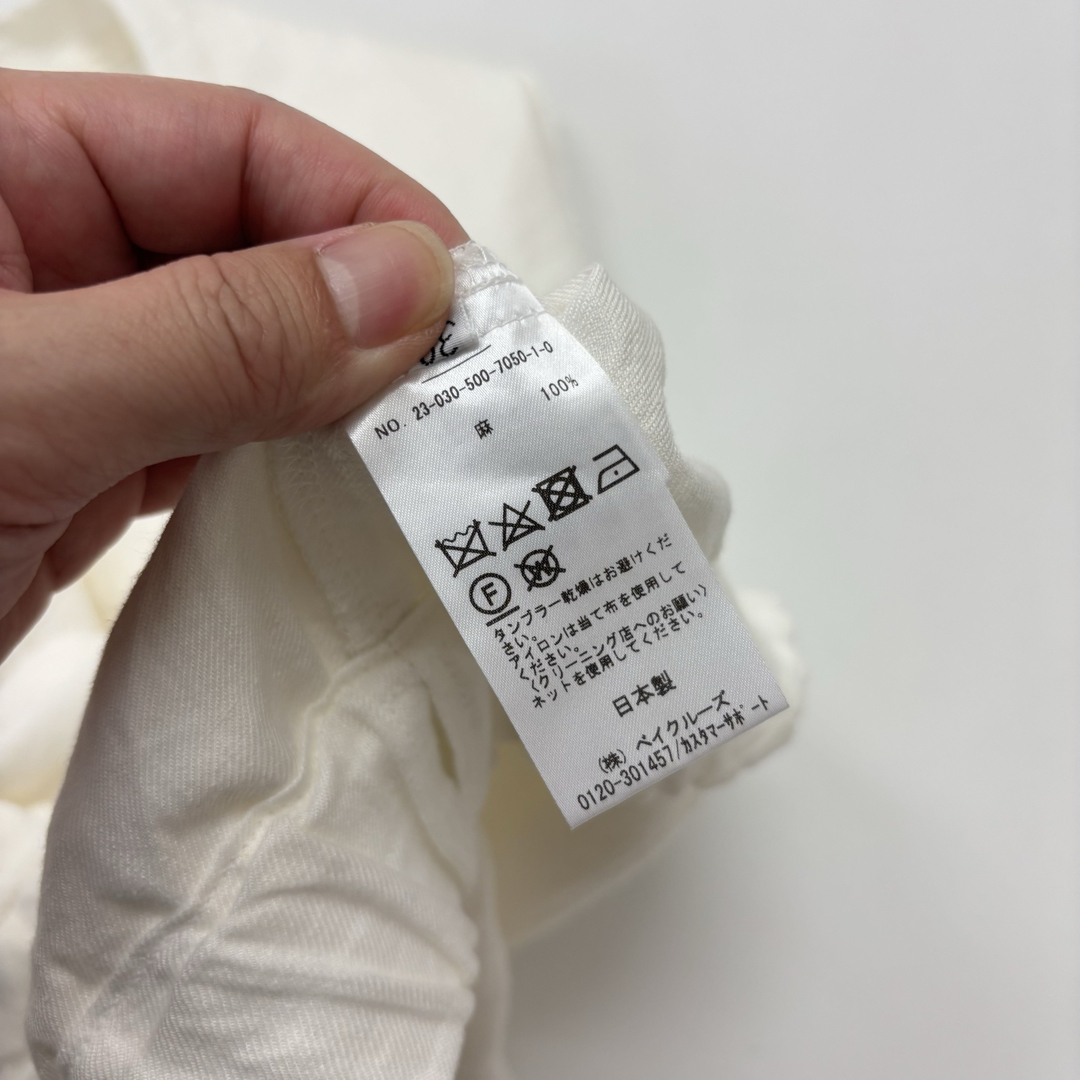 NO. 23-030-500-7050-1-0
麻 100%
F
W
タンブラー乾燥はお避けくだ
さい。
アイロンは当て布を使用して
ください。
〈クリーニング店へのお願い〉
ネットを使用してください。
日本製
(株) ベイクルーズ
0120-301457/カスタマーサポート